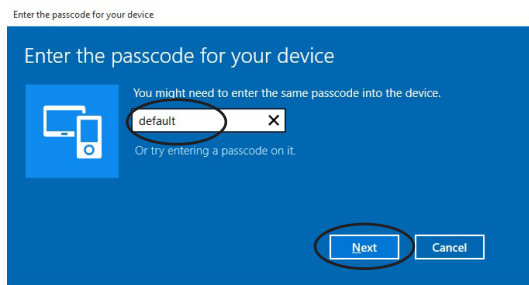 Enter the passcode for your device
Enter the passcode for your device
You might need to enter the same passcode into the device.
default
Or try entering a passcode on it.
Next
Cancel